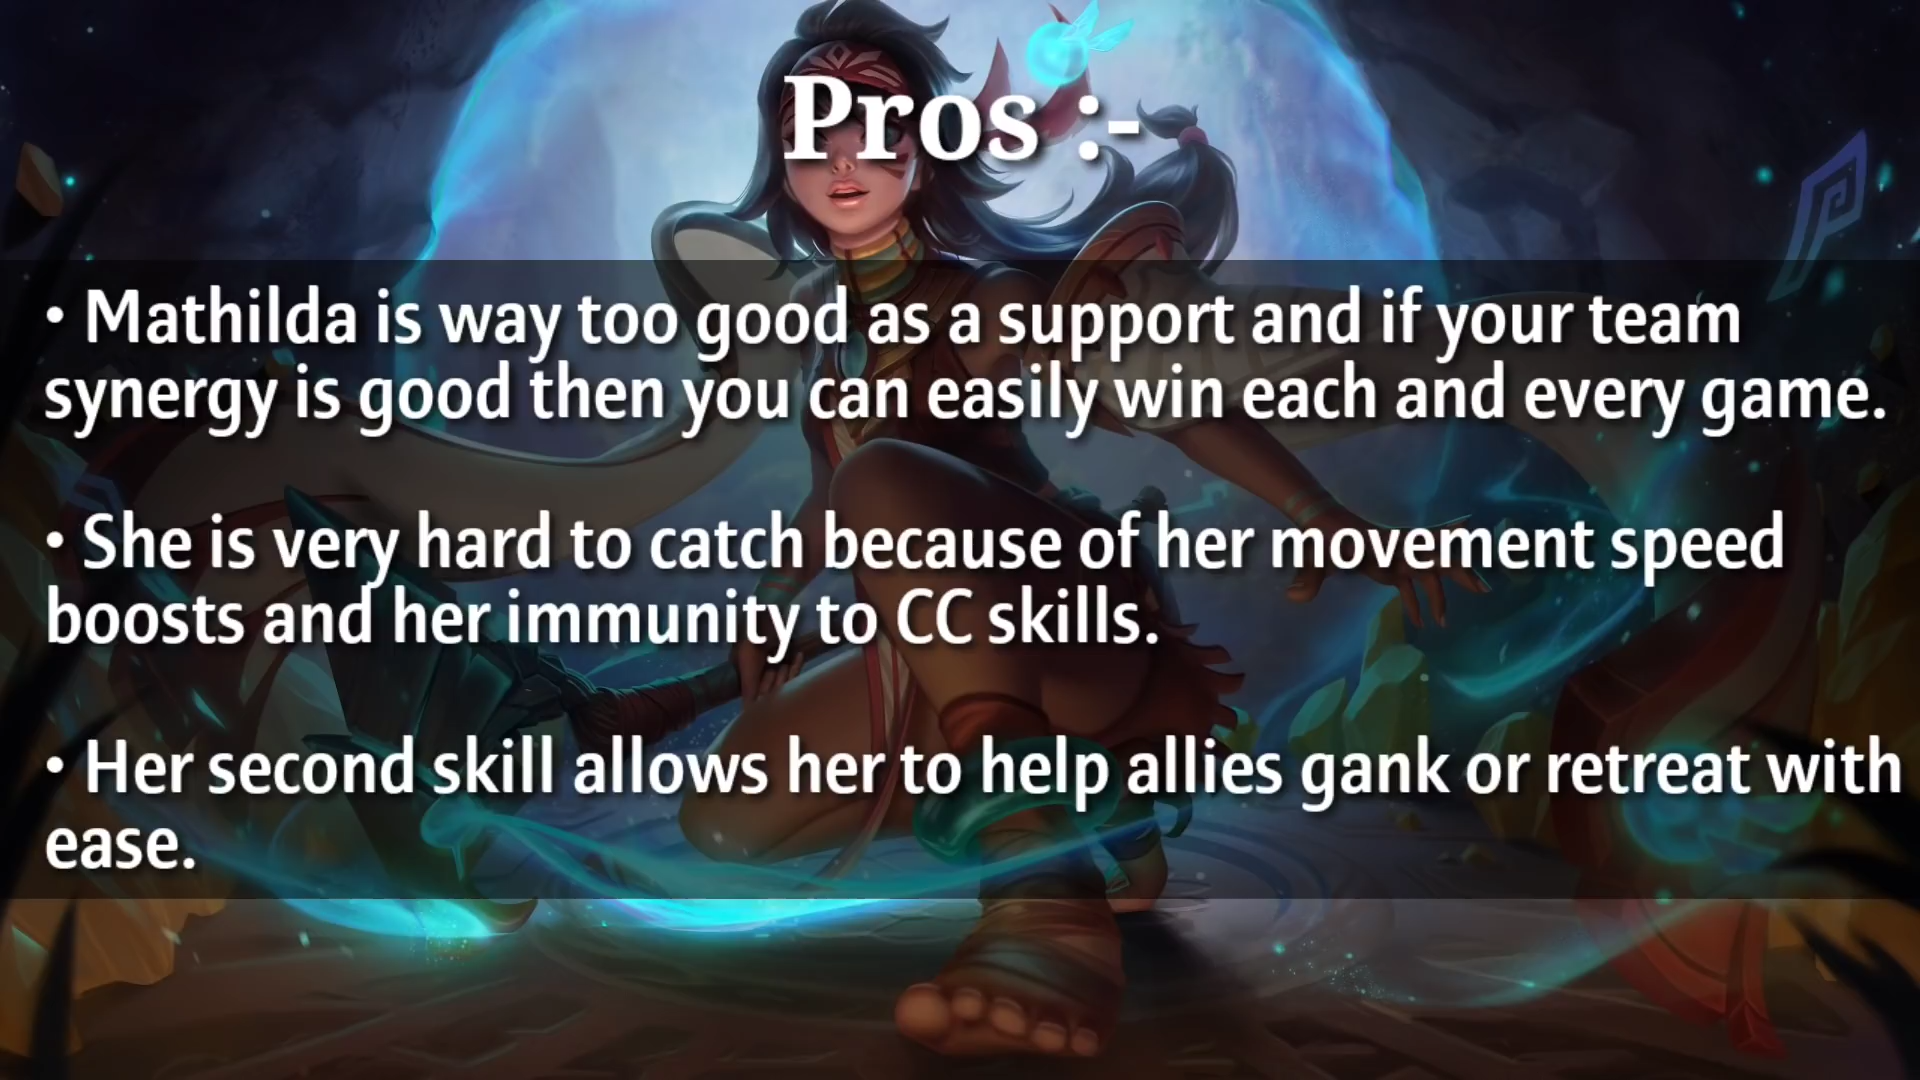 Pros :-
• Mathilda is way too good as a support and if your team
synergy is good then you can easily win each and every game.
• She is very hard to catch because of her movement speed
boosts and her immunity to CC skills.
• Her second skill allows her to help allies gank or retreat with
ease.